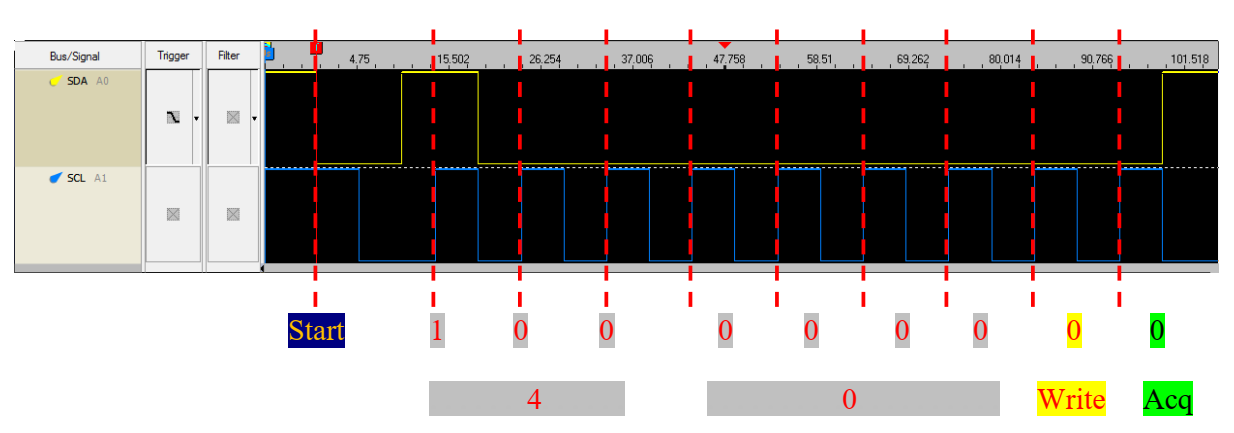 Bus/Signal Trigger Filter 4.75 15.502 26.254 37.006 47.758 58.51 69.262 80.014 90.766 101.518
SDA A0
SCL A1
Start 1 0 0 0 0 0 0 0 0
4 0 Write Acq